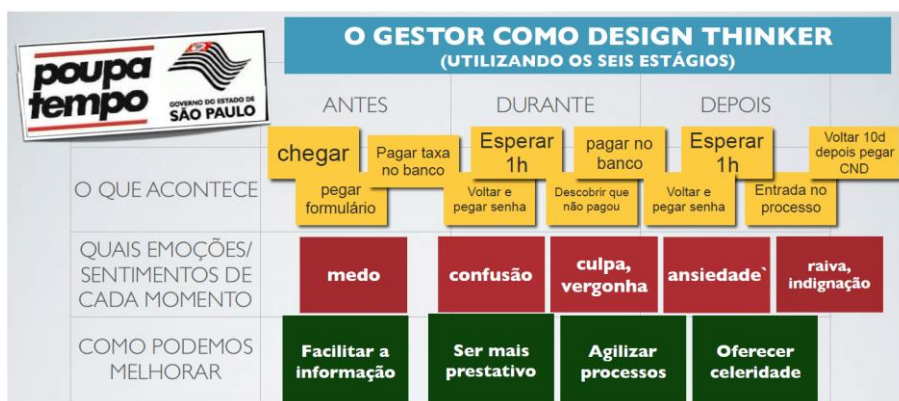 poupa
tempo
GOVERNO DO ESTADO DE
SÃO PAULO
O GESTOR COMO DESIGN THINKER
(UTILIZANDO OS SEIS ESTÁGIOS)
ANTES
DURANTE
DEPOIS
O QUE ACONTECE
chegar
pegar
formulário
Pagar taxa
no banco
Esperar
1h
Voltar e
pegar senha
pagar no
banco
Descobrir que
não pagou
Esperar
1h
Voltar e
pegar senha
Entrada no
processo
Voltar 10d
depois pegar
CND
QUAIS EMOÇÕES/
SENTIMENTOS DE
CADA MOMENTO
medo
confusão
culpa,
vergonha
ansiedade`
raiva,
indignação
COMO PODEMOS
MELHORAR
Facilitar a
informação
Ser mais
prestativo
Agilizar
processos
Oferecer
celeridade